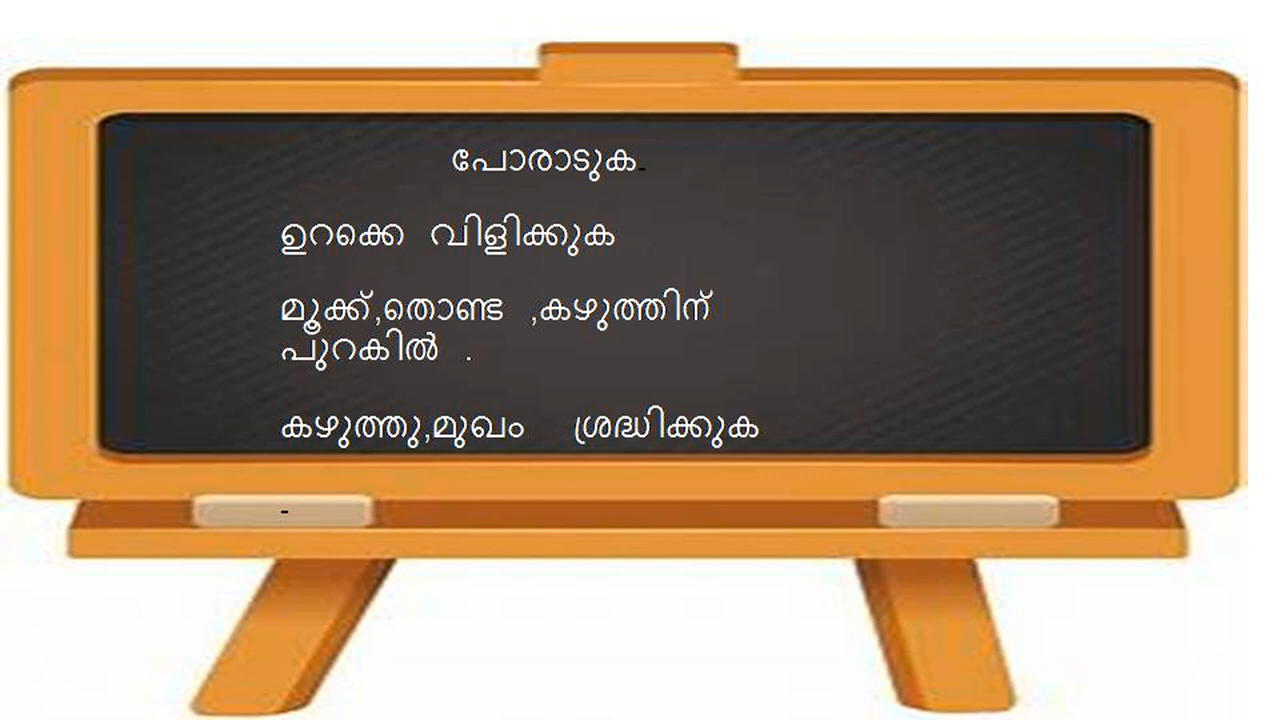 പോരാടുക-
ഉറക്കെ വിളിക്കുക
മൂക്ക്,തൊണ്ട ,കഴുത്തിന്
പുറകിൽ .
കഴുത്തു,മുഖം ശ്രദ്ധിക്കുക
-